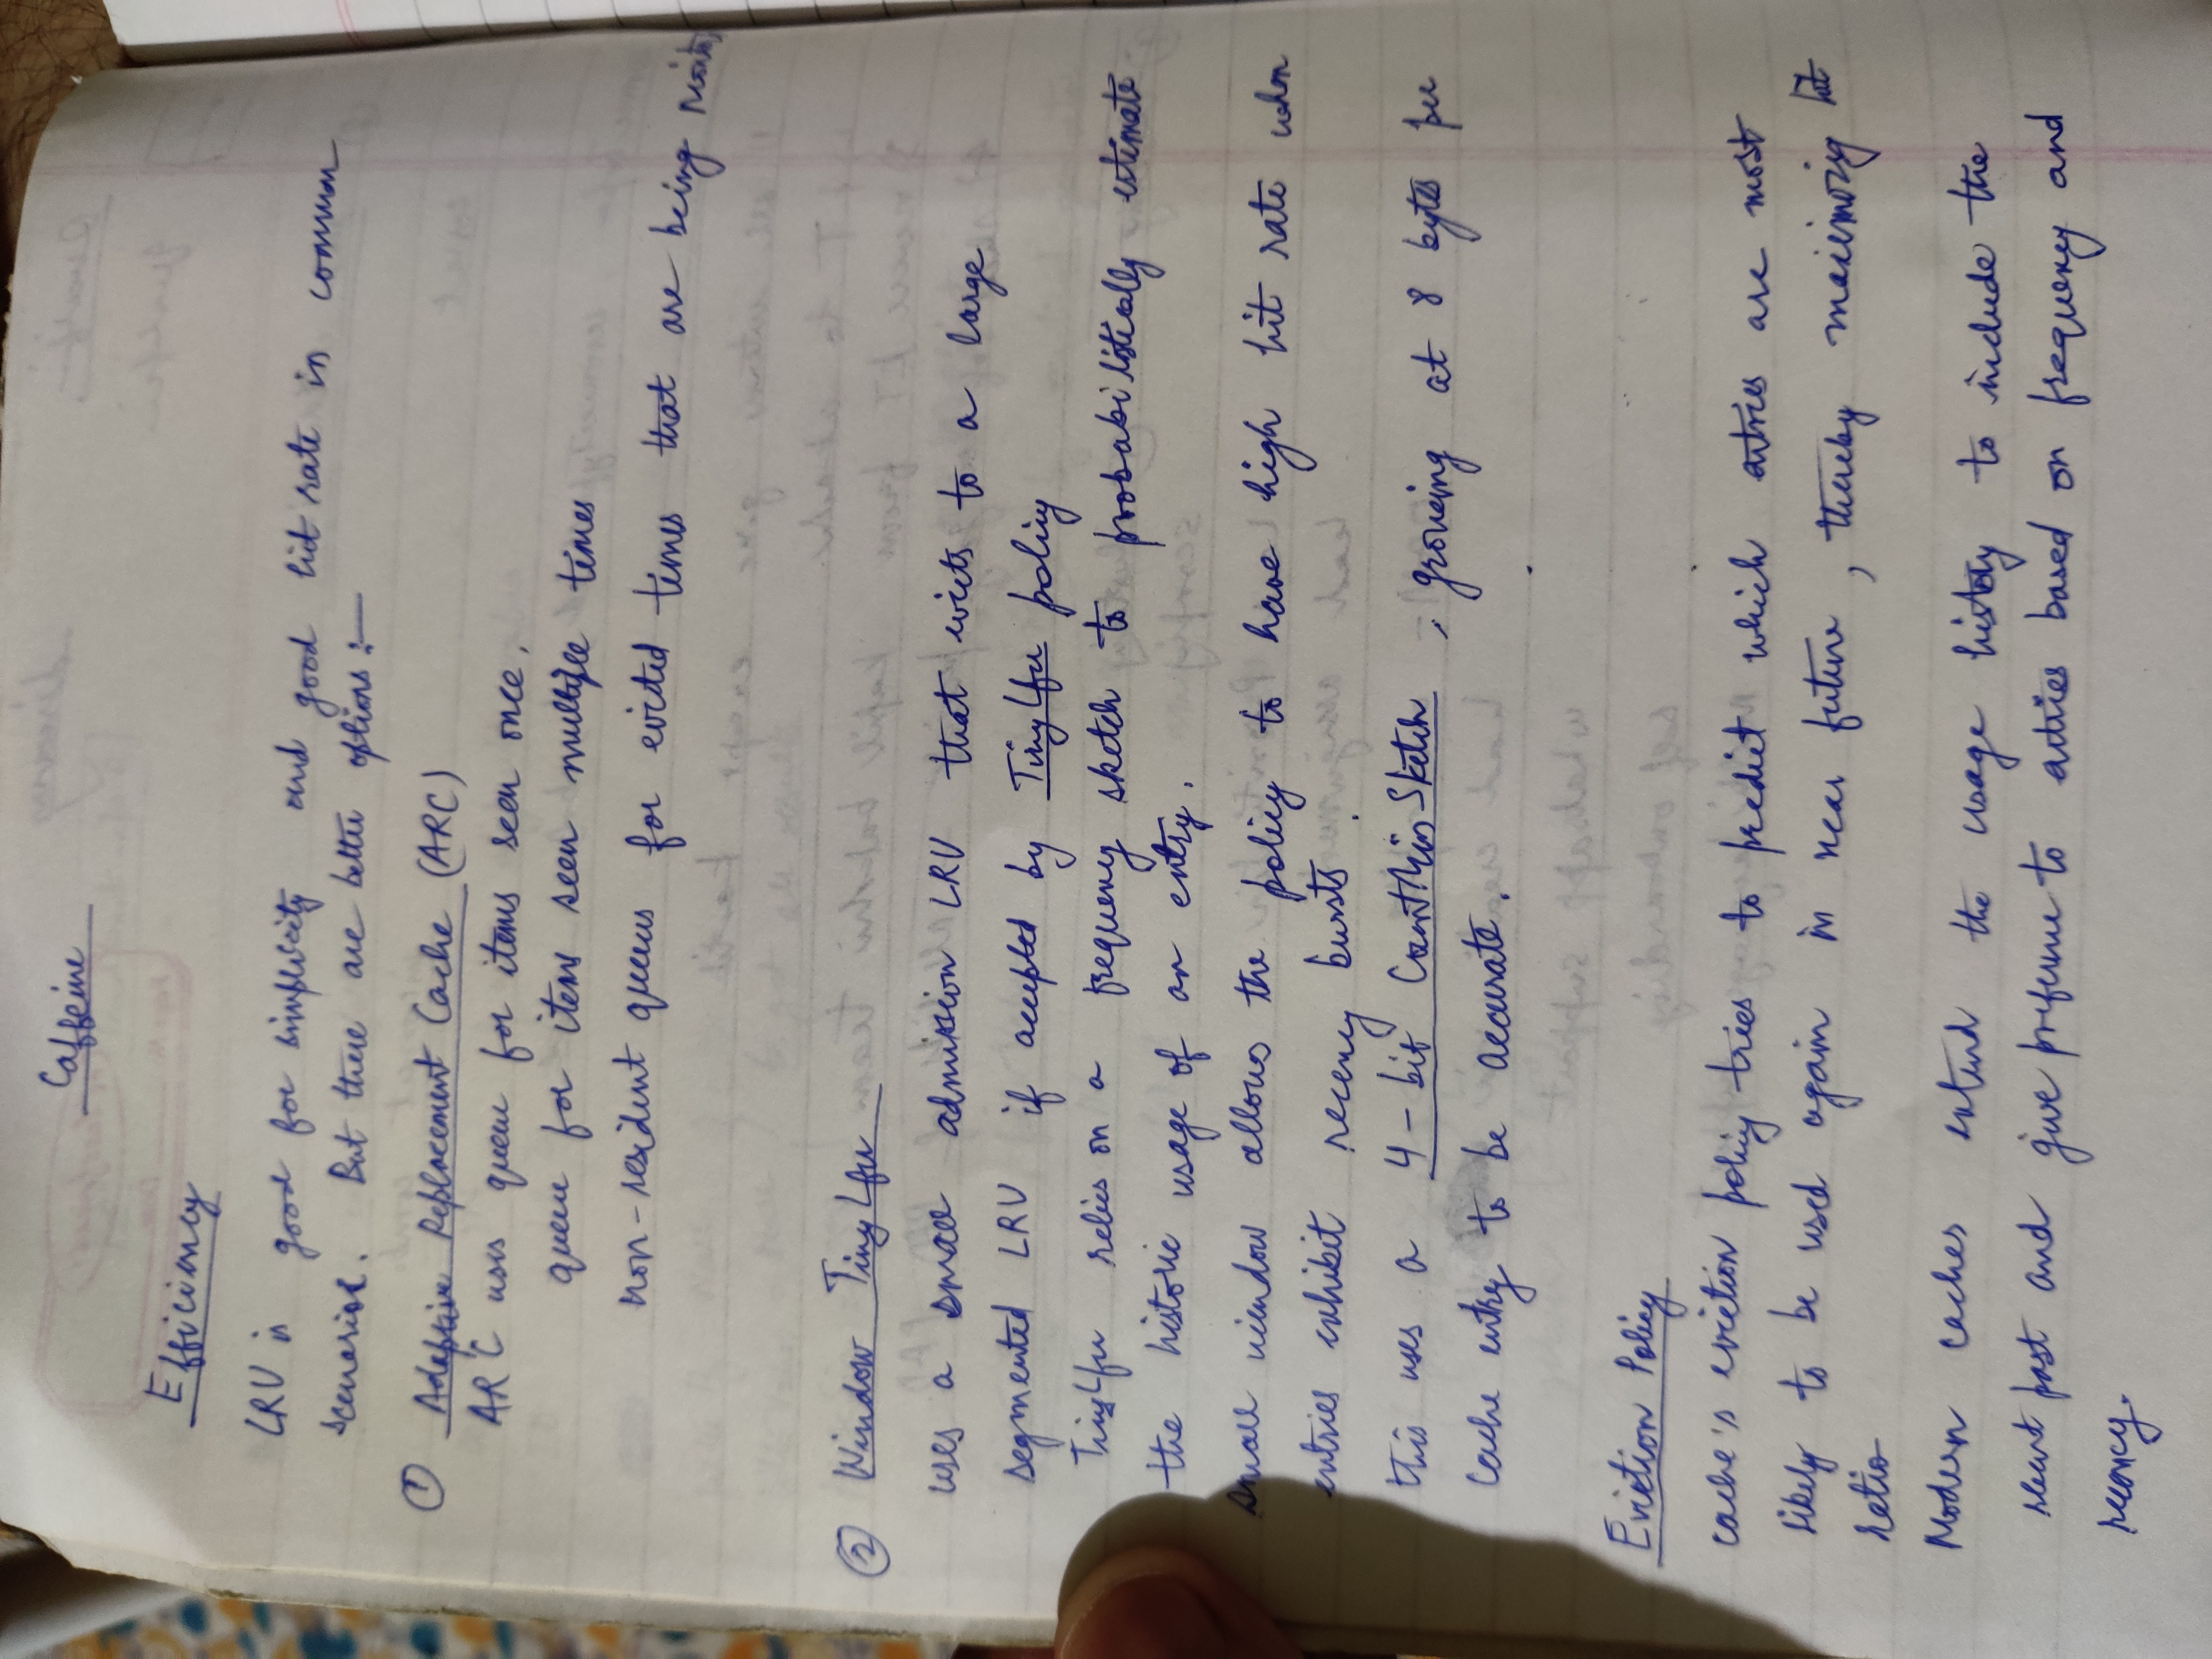 Caffeine
Efficiency
LRU is good for simplicity and good hit rate in common
scenarios. But there are better options :—
① Adaptive Replacement Cache (ARC)
ARC uses queue for items seen once,
queue for items seen multiple times
non-resident queues for evicted times that are being
② Window TinyLfu
uses a small admission LRU that evicts to a large
segmented LRU if accepted by TinyLfu policy
TinyLfu relies on a frequency sketch to probabilistically estimate
the historic usage of an entry.
small window allows the policy to have high hit rate when
entries exhibit recency bursts.
this uses a 4-bit CountMinSketch, growing at 8 bytes per
cache entry to be accurate.
Eviction Policy
cache's eviction policy tries to predict which entries are most
likely to be used again in near future, thereby hit
ratio
Modern caches extend the usage history to include the
recent past and give preference to entries based on frequency and
recency.